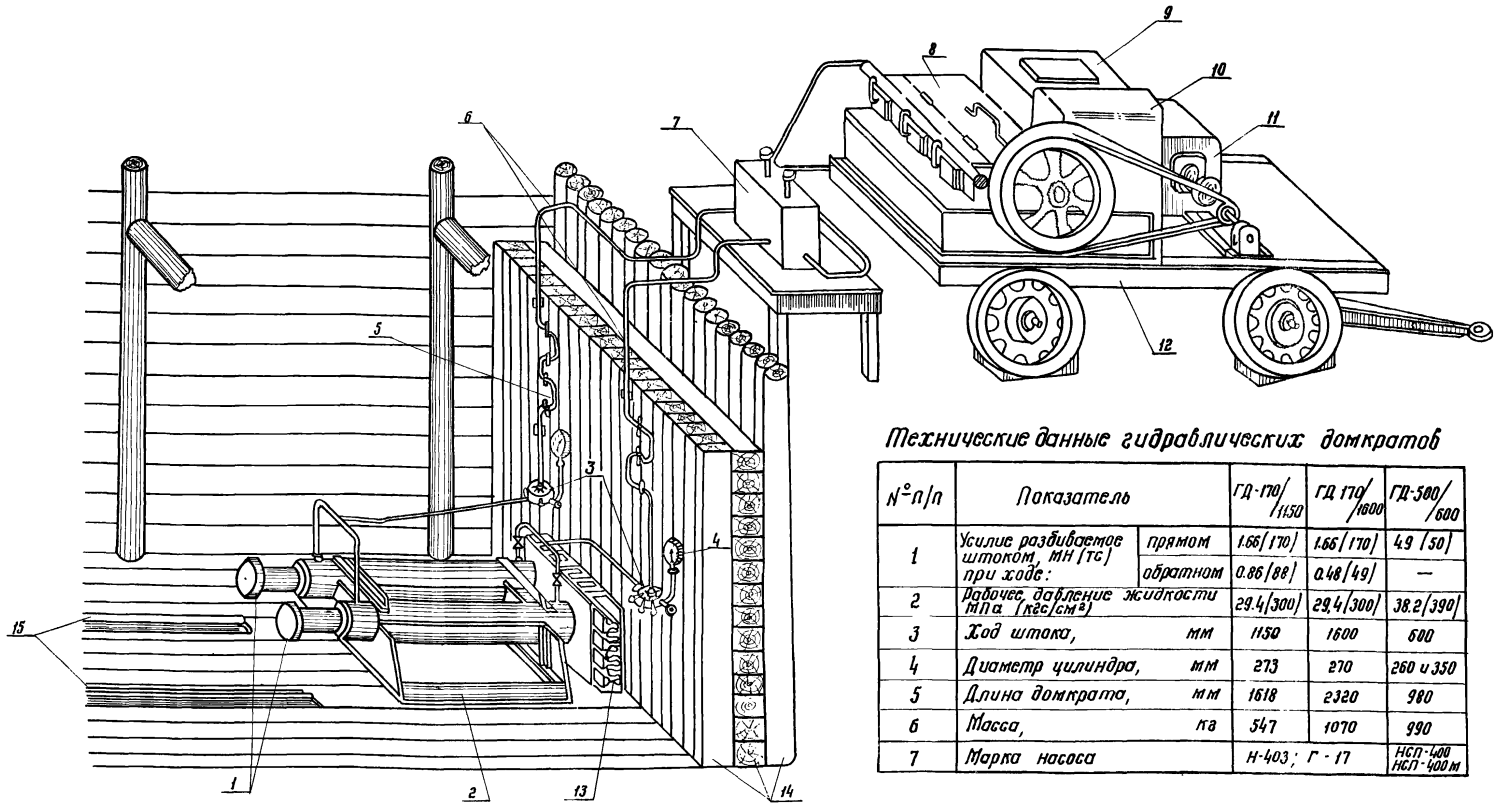 9
8
10
11
6
7
5
3
4
12
15
1
2
13
14
Технические данные гидравлических домкратов
№ п/п Показатель ГД-170/1150 ГД 170/1600 ГД-500/600
1 Усилие развиваемое штоком, МН (тс) при ходе: прямом 1.66/170) 1.66/170) 4.9 (50)
обратном 0.86/88) 0.48/49) —
2 Рабочее давление жидкости МПа (кгс/см²) 29.4/300) 29,4/300) 38.2/390)
3 Ход штока, мм 1150 1600 600
4 Диаметр цилиндра, мм 273 270 260 и 350
5 Длина домкрата, мм 1618 2320 980
6 Масса, кг 547 1070 990
7 Марка насоса Н-403; Г-17 НСП-400 НСП-400м